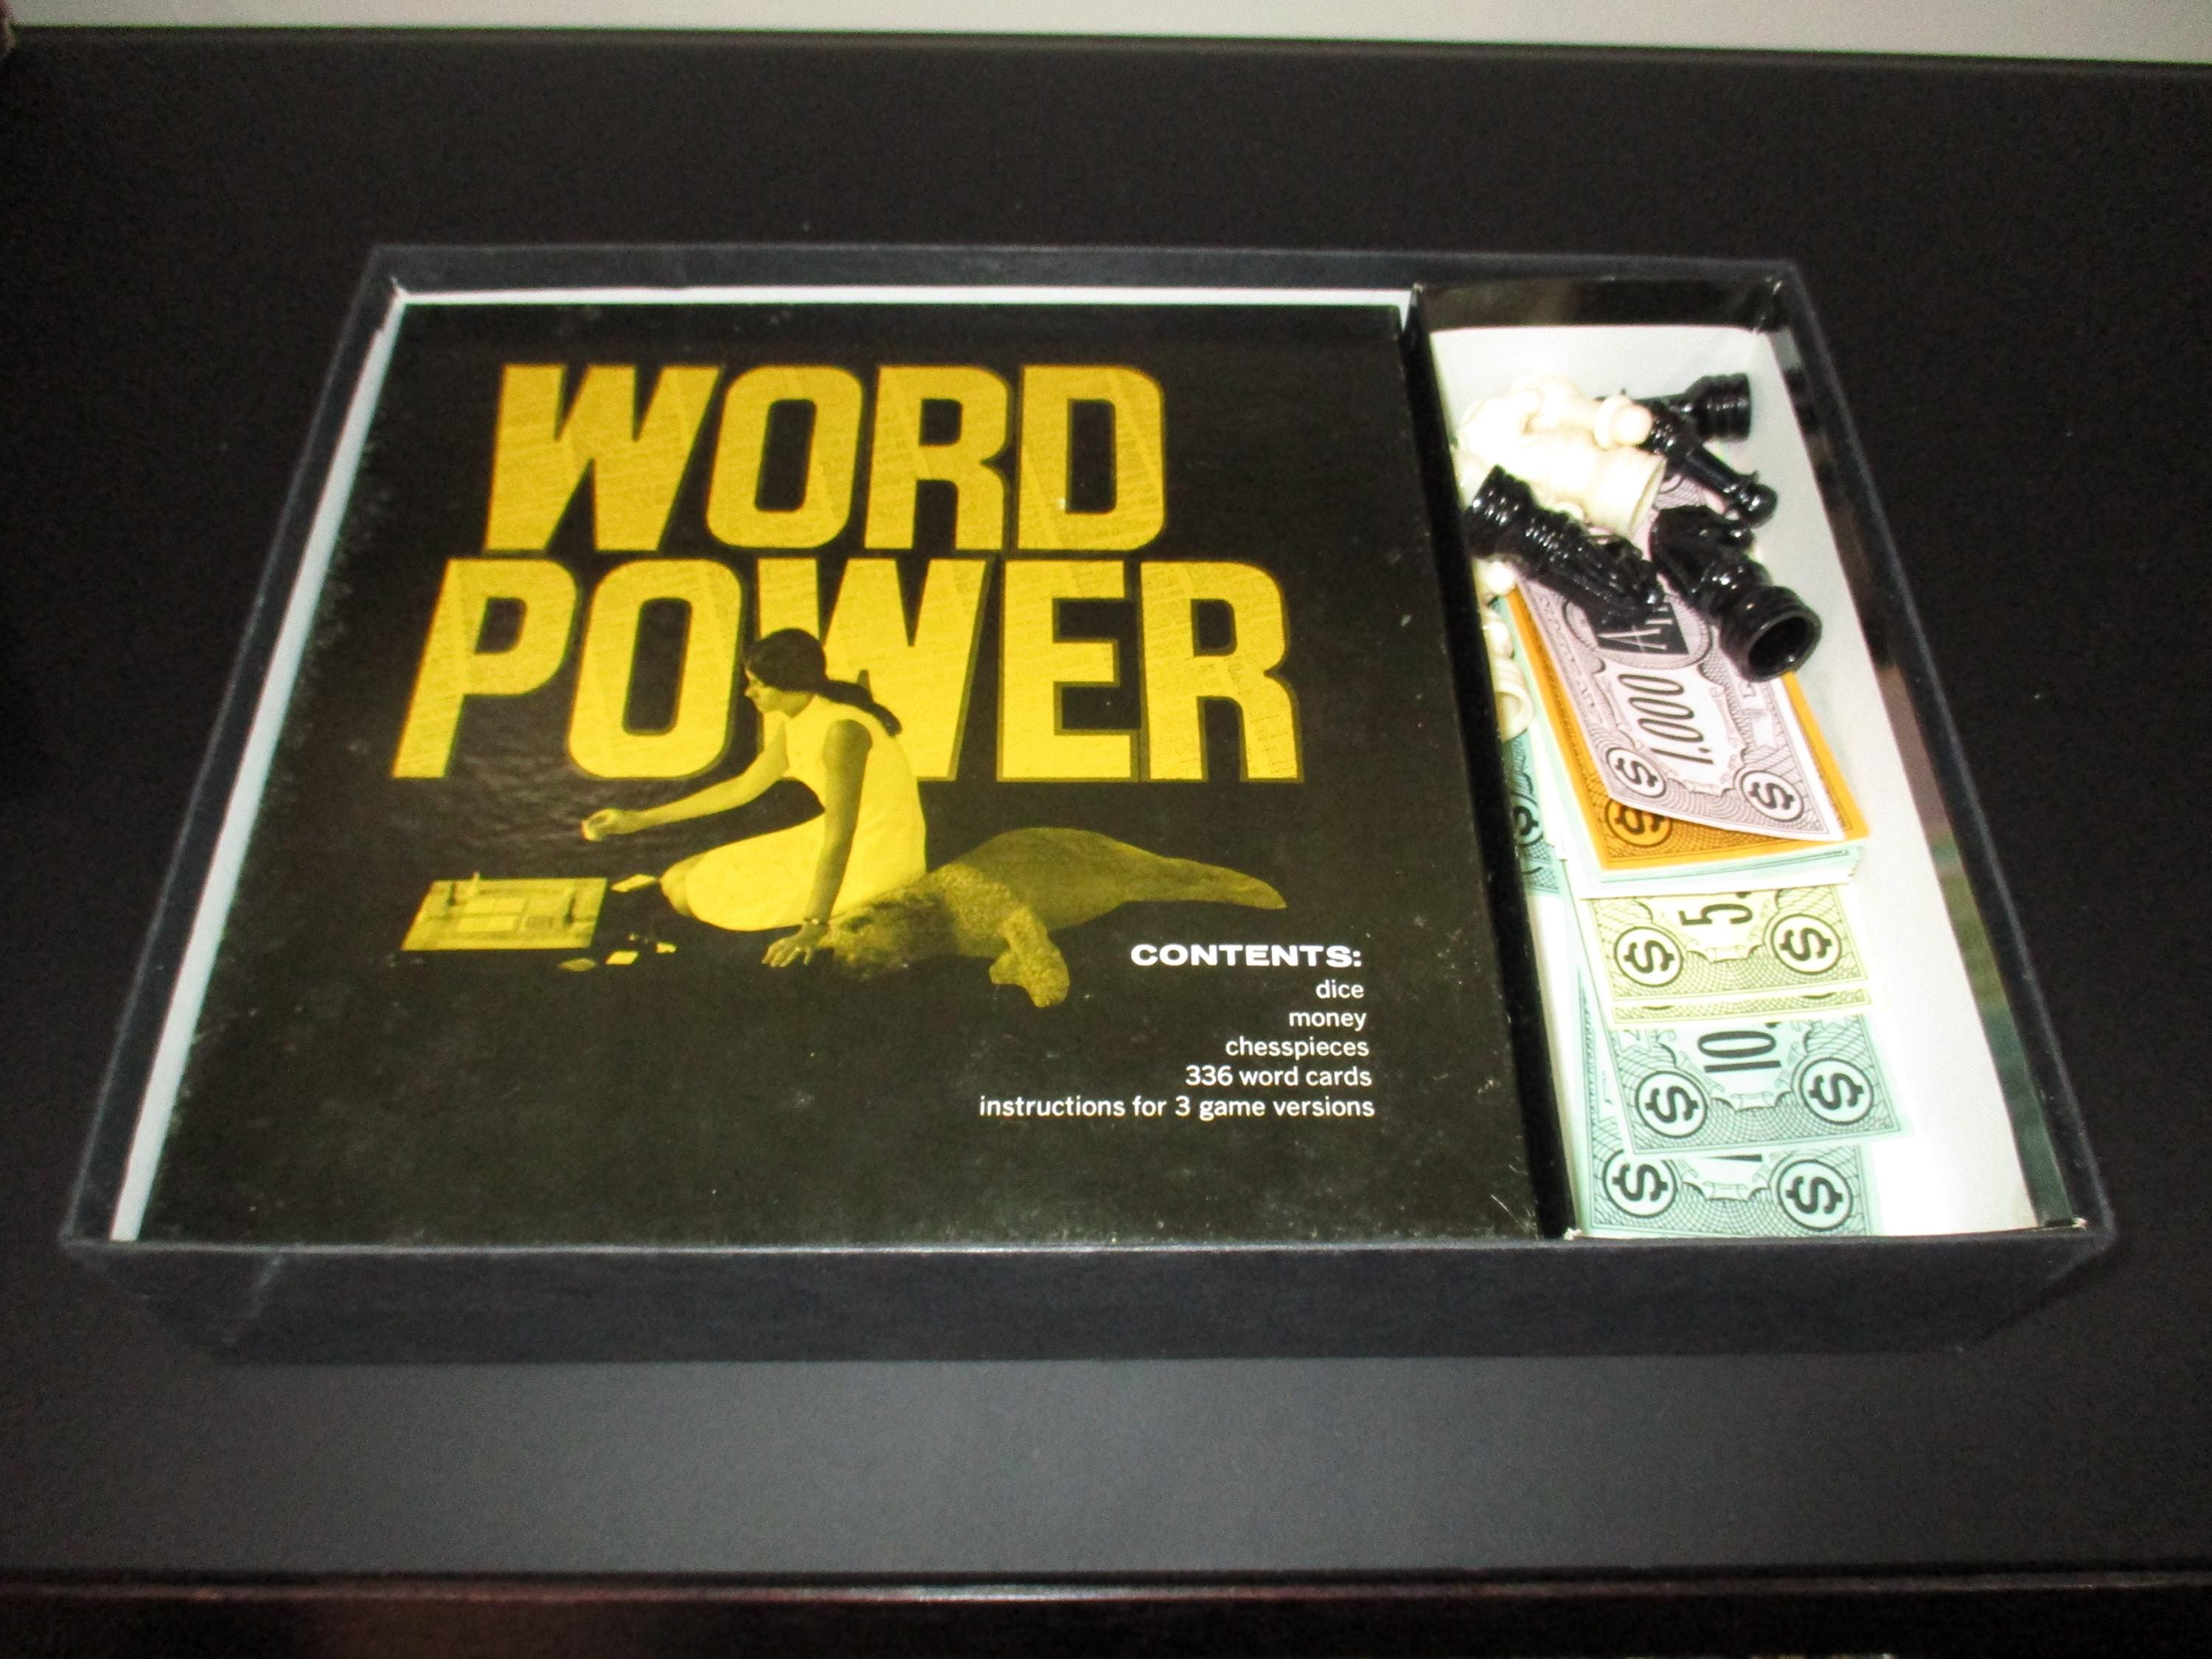 WORD
POWER
CONTENTS:
dice
money
chesspieces
336 word cards
instructions for 3 game versions
1,000
$ $
$
$
$ 5 $
$ 10 $
$ $